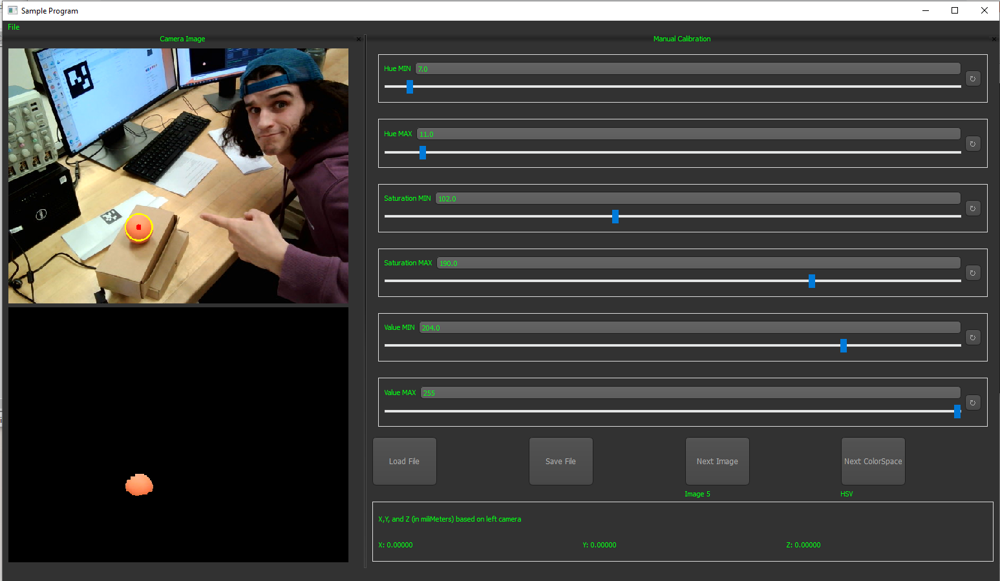 Sample Program
File
Camera Image
Manual Calibration
Hue MIN 7.0
Hue MAX 11.0
Saturation MIN 102.0
Saturation MAX 190.0
Value MIN 204.0
Value MAX 255
Load File
Save File
Next Image
Next ColorSpace
Image 5
HSV
X,Y, and Z (in miliMeters) based on left camera
X: 0.00000
Y: 0.00000
Z: 0.00000
DELL